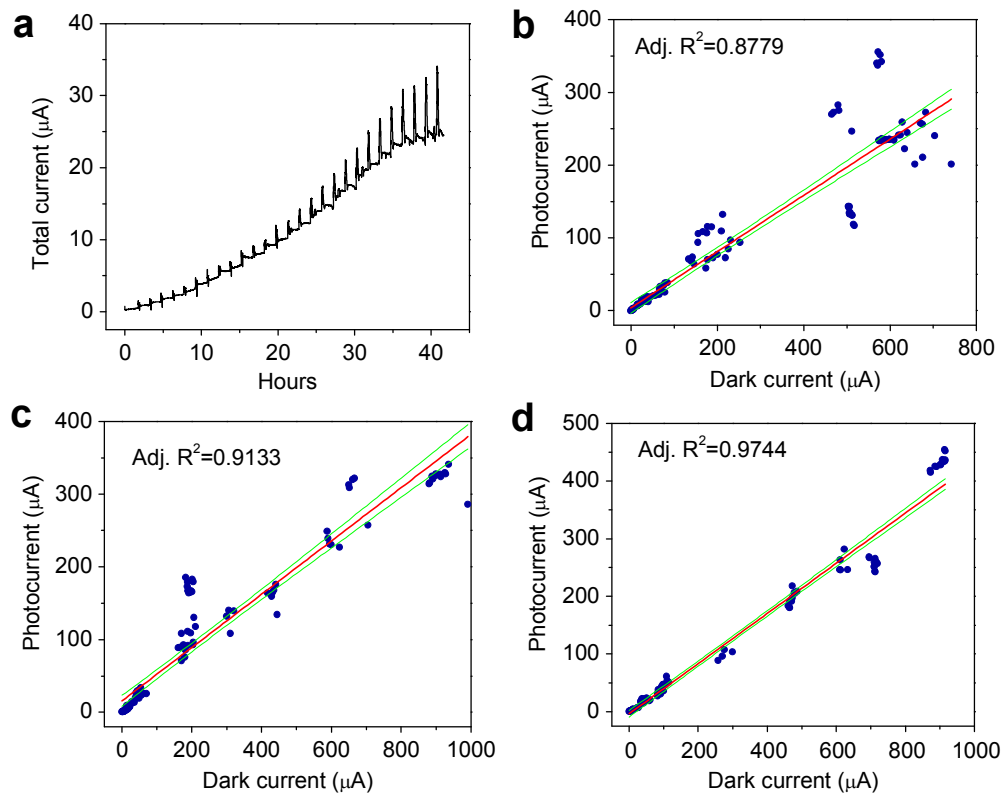 a
40
30
20
10
0
Total current (μA)
0 10 20 30 40
Hours
b
Adj. R²=0.8779
400
300
200
100
0
Photocurrent (μA)
0 200 400 600 800
Dark current (μA)
c
Adj. R²=0.9133
400
300
200
100
0
Photocurrent (μA)
0 200 400 600 800 1000
Dark current (μA)
d
Adj. R²=0.9744
500
400
300
200
100
0
Photocurrent (μA)
0 200 400 600 800 1000
Dark current (μA)